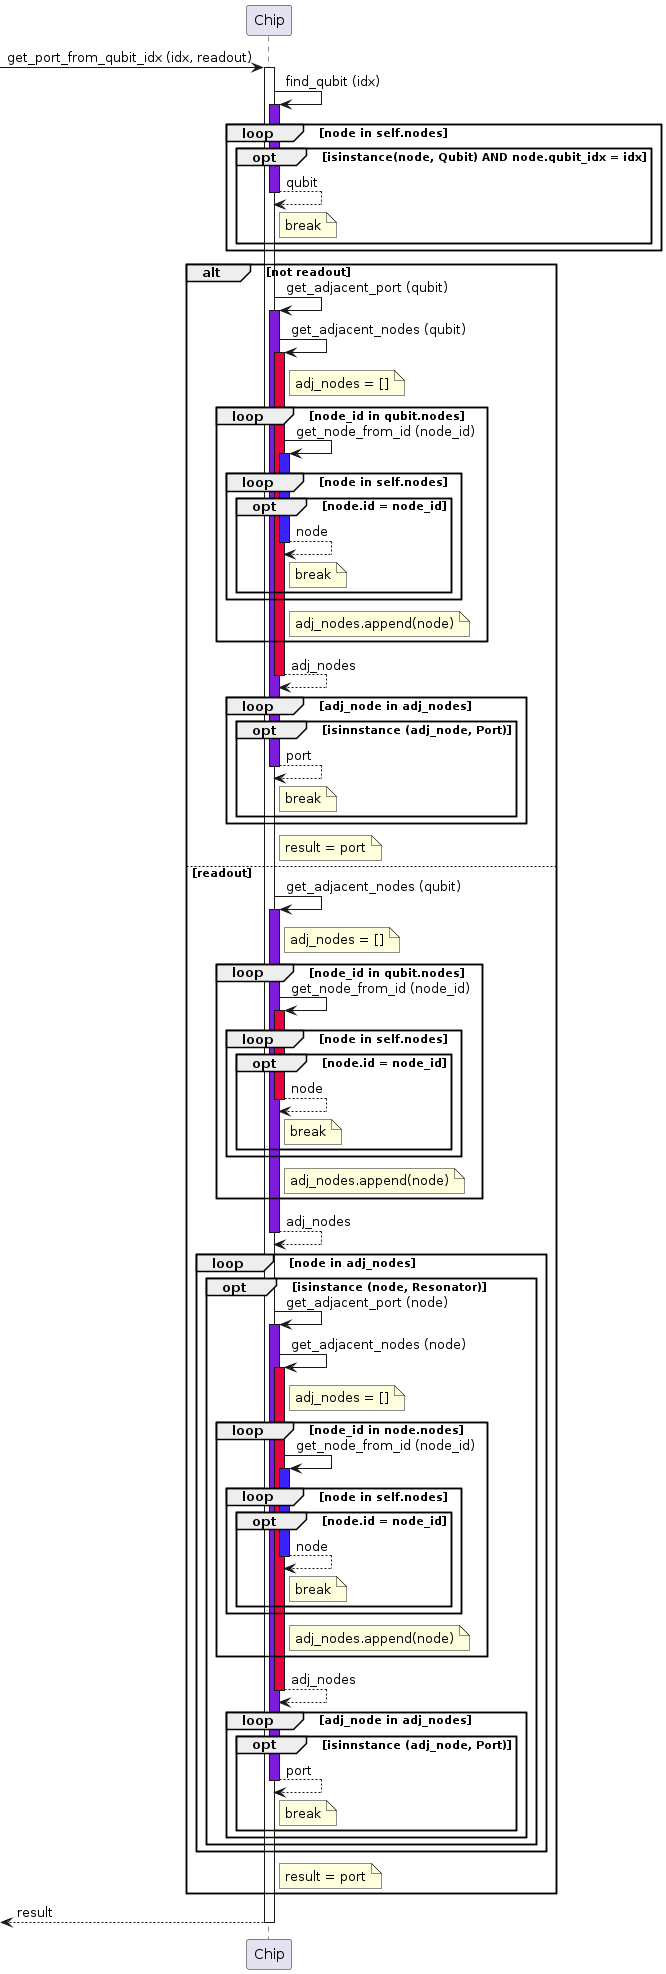 Chip
get_port_from_qubit_idx (idx, readout)
find_qubit (idx)
loop [node in self.nodes]
opt [isinstance(node, Qubit) AND node.qubit_idx = idx]
qubit
break
alt [not readout]
get_adjacent_port (qubit)
get_adjacent_nodes (qubit)
adj_nodes = []
loop [node_id in qubit.nodes]
get_node_from_id (node_id)
loop [node in self.nodes]
opt [node.id = node_id]
node
break
adj_nodes.append(node)
adj_nodes
loop [adj_node in adj_nodes]
opt [isinnstance (adj_node, Port)]
port
break
result = port
[readout]
get_adjacent_nodes (qubit)
adj_nodes = []
loop [node_id in qubit.nodes]
get_node_from_id (node_id)
loop [node in self.nodes]
opt [node.id = node_id]
node
break
adj_nodes.append(node)
adj_nodes
loop [node in adj_nodes]
opt [isinstance (node, Resonator)]
get_adjacent_port (node)
get_adjacent_nodes (node)
adj_nodes = []
loop [node_id in node.nodes]
get_node_from_id (node_id)
loop [node in self.nodes]
opt [node.id = node_id]
node
break
adj_nodes.append(node)
adj_nodes
loop [adj_node in adj_nodes]
opt [isinnstance (adj_node, Port)]
port
break
result = port
result
Chip